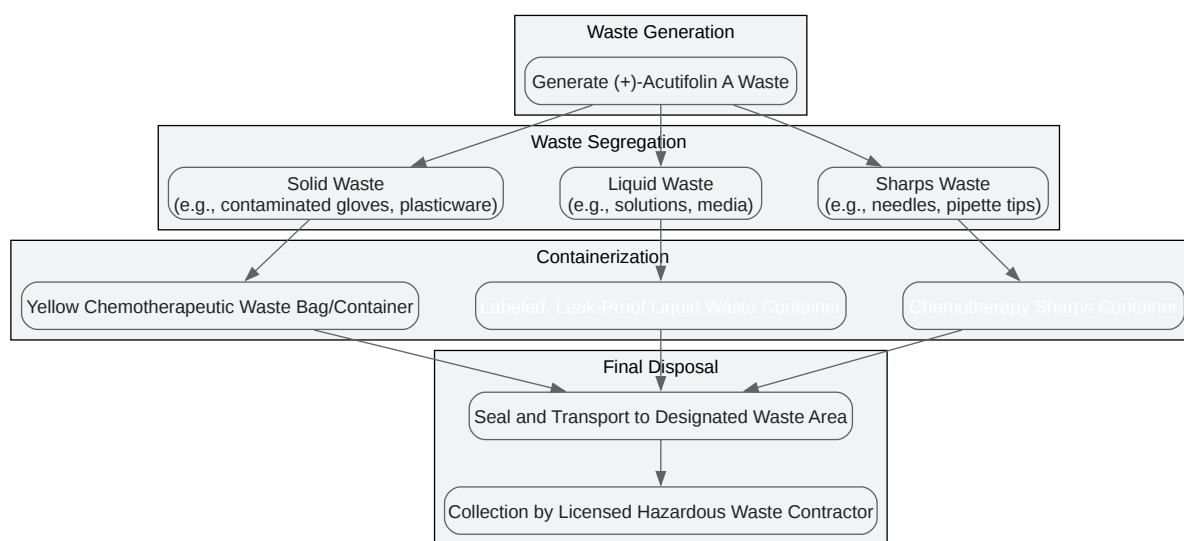 Waste Generation
Generate (+)-Acutifolin A Waste
Waste Segregation
Solid Waste
(e.g., contaminated gloves, plasticware)
Liquid Waste
(e.g., solutions, media)
Sharps Waste
(e.g., needles, pipette tips)
Containerization
Yellow Chemotherapeutic Waste Bag/Container
Labeled, Leak-Proof Liquid Waste Container
Chemotherapy Sharps Container
Final Disposal
Seal and Transport to Designated Waste Area
Collection by Licensed Hazardous Waste Contractor